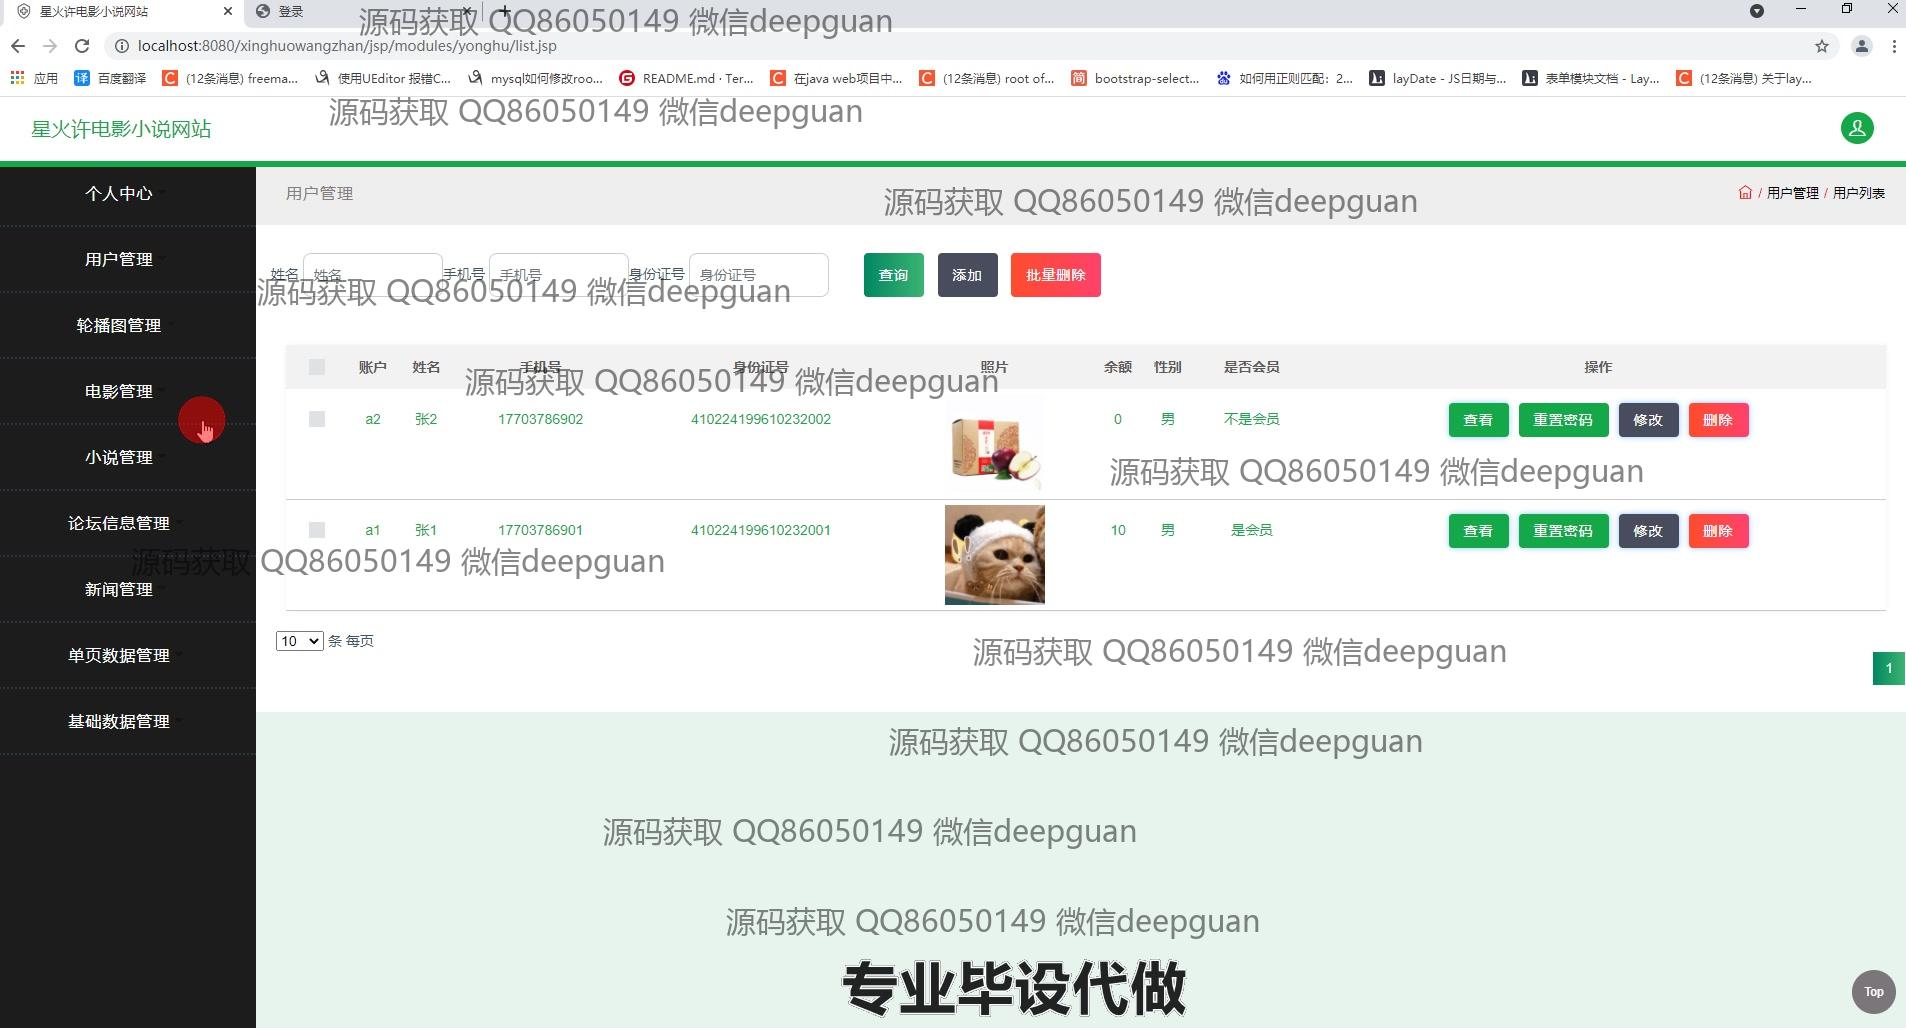 星火许电影小说网站
登录
localhost:8080/xinghuowangzhan/jsp/modules/yonghu/list.jsp
应用 百度翻译 (12条消息) freema... 使用UEditor 报错C... mysql如何修改roo... README.md · Ter... 在java web项目中... (12条消息) root of... bootstrap-select... 如何用正则匹配：2... layDate - JS日期与... 表单模块文档 - Lay... (12条消息) 关于lay...
源码获取 QQ86050149 微信deepguan
源码获取 QQ86050149 微信deepguan
星火许电影小说网站
个人中心
用户管理
轮播图管理
电影管理
小说管理
论坛信息管理
新闻管理
单页数据管理
基础数据管理
用户管理
源码获取 QQ86050149 微信deepguan
/ 用户管理 / 用户列表
姓名 姓名 手机号 手机号 身份证号 身份证号 查询 添加 批量删除
源码获取 QQ86050149 微信deepguan
账户 姓名 手机号 身份证号 照片 余额 性别 是否会员 操作
源码获取 QQ86050149 微信deepguan
a2 张2 17703786902 410224199610232002 0 男 不是会员 查看 重置密码 修改 删除
源码获取 QQ86050149 微信deepguan
a1 张1 17703786901 410224199610232001 10 男 是会员 查看 重置密码 修改 删除
源码获取 QQ86050149 微信deepguan
10 条 每页
源码获取 QQ86050149 微信deepguan
1
源码获取 QQ86050149 微信deepguan
源码获取 QQ86050149 微信deepguan
源码获取 QQ86050149 微信deepguan
专业毕设代做
Top